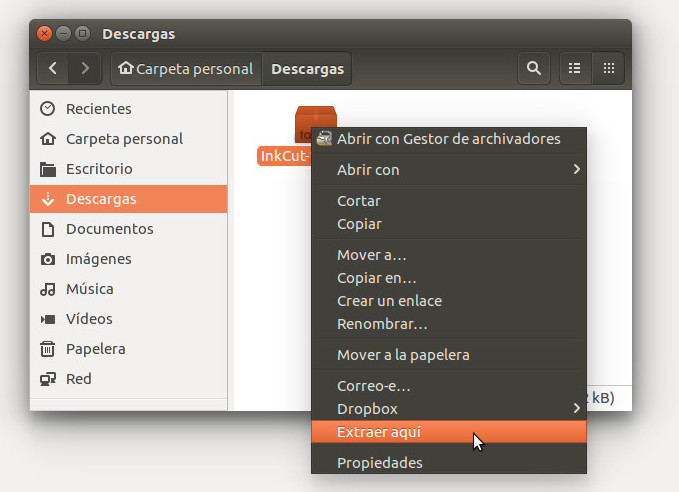 Descargas
Carpeta personal
Descargas
Recientes
Carpeta personal
Escritorio
Descargas
Documentos
Imágenes
Música
Vídeos
Papelera
Red
InkCut-
Abrir con Gestor de archivadores
Abrir con
Cortar
Copiar
Mover a...
Copiar en...
Crear un enlace
Renombrar...
Mover a la papelera
Correo-e...
Dropbox
Extraer aquí
Propiedades
kB)